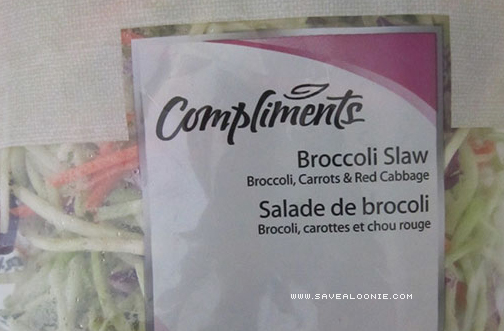 Compliments
Broccoli Slaw
Broccoli, Carrots & Red Cabbage
Salade de brocoli
Brocoli, carottes et chou rouge
WWW.SAVEALOONIE.COM